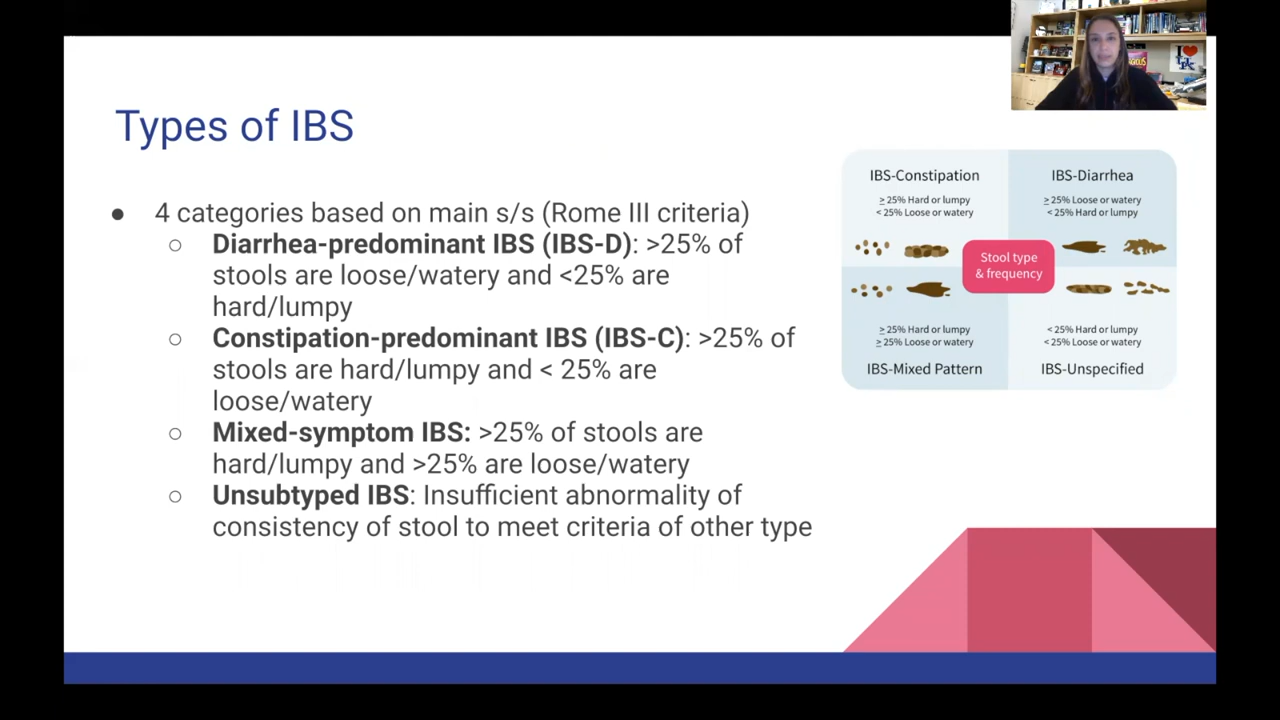 Types of IBS
● 4 categories based on main s/s (Rome III criteria)
○ Diarrhea-predominant IBS (IBS-D): >25% of
stools are loose/watery and <25% are
hard/lumpy
○ Constipation-predominant IBS (IBS-C): >25% of
stools are hard/lumpy and < 25% are
loose/watery
○ Mixed-symptom IBS: >25% of stools are
hard/lumpy and >25% are loose/watery
○ Unsubtyped IBS: Insufficient abnormality of
consistency of stool to meet criteria of other type
IBS-Constipation
≥ 25% Hard or lumpy
< 25% Loose or watery
IBS-Diarrhea
≥ 25% Loose or watery
< 25% Hard or lumpy
Stool type
& frequency
≥ 25% Hard or lumpy
≥ 25% Loose or watery
IBS-Mixed Pattern
< 25% Hard or lumpy
< 25% Loose or watery
IBS-Unspecified
I